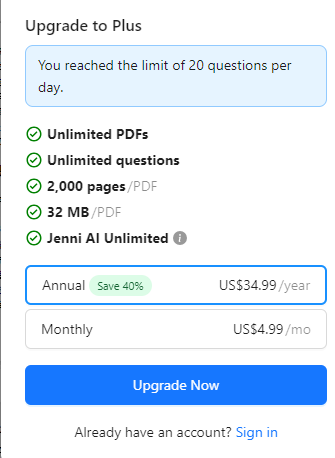 Upgrade to Plus
You reached the limit of 20 questions per
day.
Unlimited PDFs
Unlimited questions
2,000 pages/PDF
32 MB/PDF
Jenni AI Unlimited
Annual Save 40% US$34.99/year
Monthly US$4.99/mo
Upgrade Now
Already have an account? Sign in